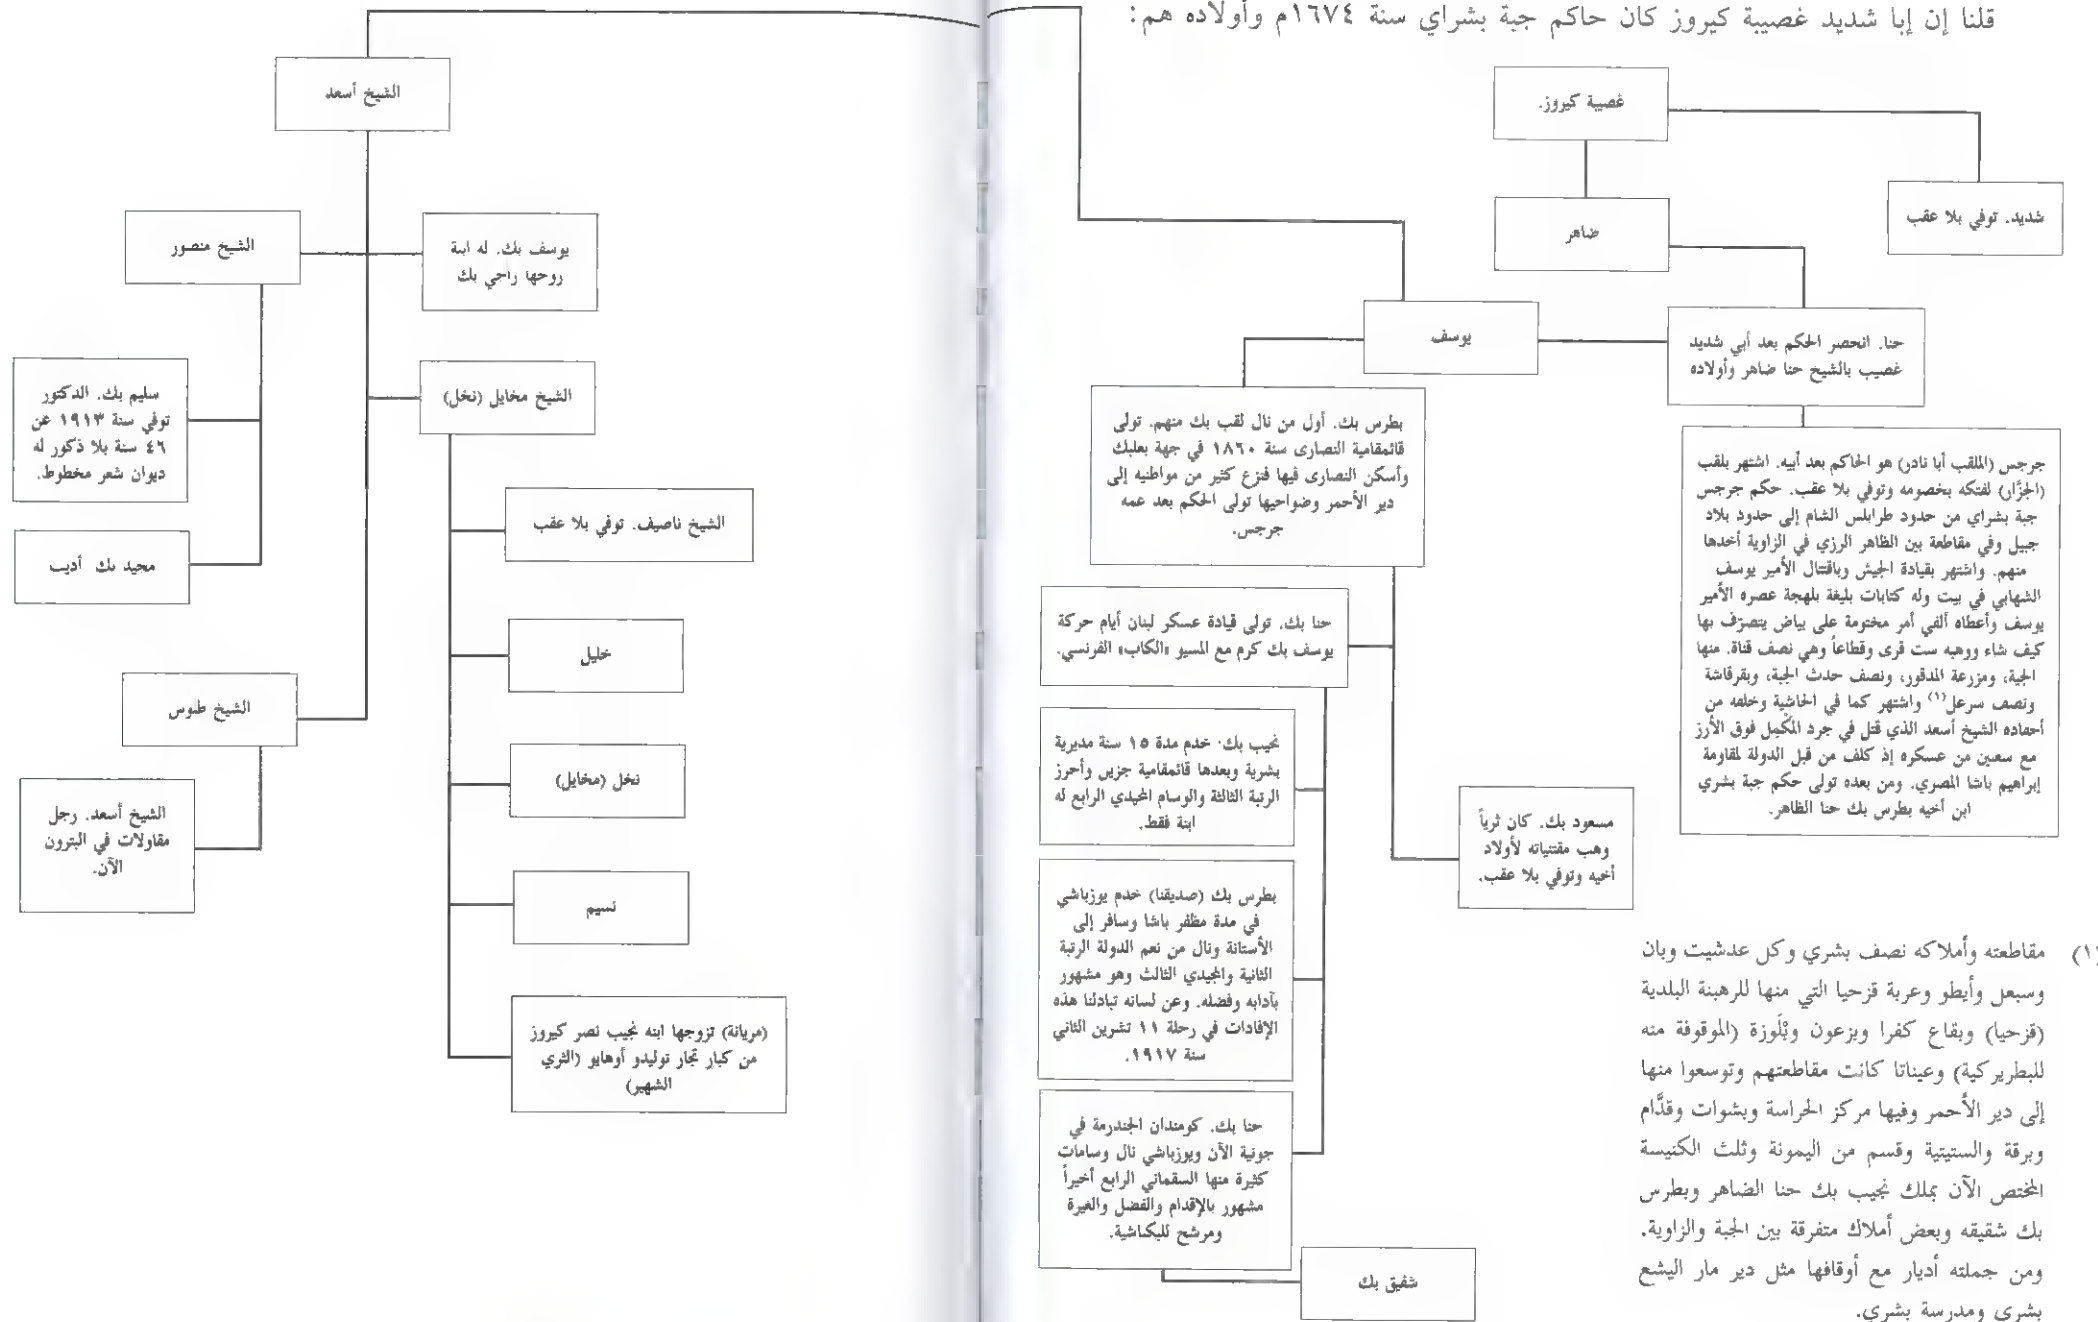 قلنا إن إبا شديد غصيبة كيروز كان حاكم جبة بشراي سنة ١٦٧٤م وأولاده هم:
غصيبة كيروز.
شديد. توفي بلا عقب
ضاهر
حنا. انحصر الحكم بعد أبي شديد
غصيب بالشيخ حنا ضاهر وأولاده
يوسف
جرجس (الملقب أبا نادر) هو الحاكم بعد أبيه. اشتهر بلقب
(الجزَّار) لفتكه بخصومه وتوفي بلا عقب. حكم جرجس
جبة بشراي من حدود طرابلس الشام إلى حدود بلاد
جبيل وفي مقاطعة بين الظاهر الرزي في الزاوية أخدها
منهم. واشتهر بقيادة الجيش وباقتتال الأمير يوسف
الشهابي في بيت وله كتابات بليغة بلهجة عصره الأمير
يوسف وأعطاه ألفي أمر مختومة على بياض يتصرّف بها
كيف شاء ووهبه ست قرى وقطاعاً وهي نصف قناة. منها
الجية، ومزرعة المدقور، ونصف حدث الجبة، وبقرقاشة
ونصف سرعل(١) واشتهر كما في الحاشية وخلفه من
أحفاده الشيخ أسعد الذي قتل في جرد المكْمِل فوق الأرز
مع سعين من عسكره إذ كلف من قبل الدولة لمقاومة
إبراهيم باشا المصري. ومن بعده تولى حكم جبة بشري
ابن أخيه بطرس بك حنا الظاهر.
بطرس بك. أول من نال لقب بك منهم. تولى
قائمقامية النصارى سنة ١٨٦٠ في جهة بعلبك
وأسكن النصارى فيها فنزع كثير من مواطنيه إلى
دير الأحمر وضواحيها تولى الحكم بعد عمه
جرجس.
حنا بك. تولى قيادة عسكر لبنان أيام حركة
يوسف بك كرم مع المسيو «الكاب» الفرنسي.
نجيب بك. خدم مدة ١٥ سنة مديرية
بشرية وبعدها قائمقامية جزين وأحرز
الرتبة الثالثة والوسام المجيدي الرابع له
ابنة فقط.
مسعود بك. كان ثرياً
وهب مقتنياته لأولاد
أخيه وتوفي بلا عقب.
بطرس بك (صديقنا) خدم يوزباشي
في مدة مظفر باشا وسافر إلى
الأستانة ونال من نعم الدولة الرتبة
الثانية والمجيدي الثالث وهو مشهور
بآدابه وفضله. وعن لسانه تبادلنا هذه
الإفادات في رحلة ١١ تشرين الثاني
سنة ١٩١٧.
حنا بك. كومندان الجندرمة في
جونية الآن ويوزباشي نال وسامات
كثيرة منها السقماني الرابع أخيراً
مشهور بالإقدام والفضل والغيرة
ومرشح للبكباشية.
شفيق بك
(١) مقاطعته وأملاكه نصف بشري وكل عدشيت وبان
وسبعل وأيطو وعربة قزحيا التي منها للرهبنة البلدية
(قزحيا) وبقاع كفرا وبزعون وبْلَوزة (الموقوفة منه
للبطريركية) وعيناتا كانت مقاطعتهم وتوسعوا منها
إلى دير الأحمر وفيها مركز الحراسة وبشوات وقدَّام
وبرقة والستيتية وقسم من اليمونة وثلث الكنيسة
المختص الآن بملك نجيب بك حنا الضاهر وبطرس
بك شقيقه وبعض أملاك متفرقة بين الجبة والزاوية.
ومن جملته أديار مع أوقافها مثل دير مار اليشع
بشري ومدرسة بشري.
الشيخ أسعد
يوسف بك. له ابنة
روحها راجي بك
الشيخ منصور
سليم بك. الدكتور
توفي سنة ١٩١٣ عن
٤٦ سنة بلا ذكور له
ديوان شعر مخطوط.
مجيد بك أديب
الشيخ مخايل (نخل)
الشيخ ناصيف. توفي بلا عقب
خليل
نخل (مخايل)
نسيم
(مريانة) تزوجها ابنه نجيب نصر كيروز
من كبار تجار توليدو أوهايو (الثري
الشهير)
الشيخ طنوس
الشيخ أسعد. رجل
مقاولات في البترون
الآن.